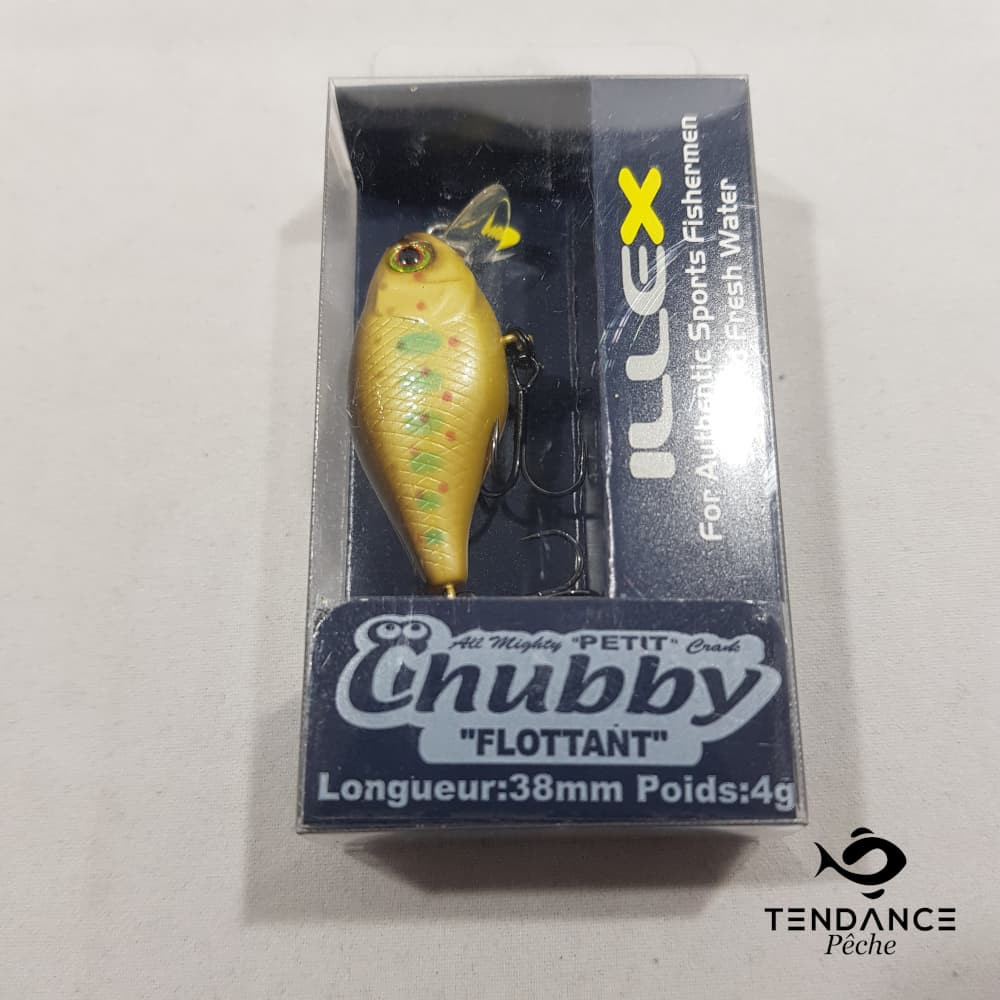 ILLEX
For Authentic Sports Fishermen
Fresh Water
All Mighty "PETIT" Crank
Chubby
"FLOTTANT"
Longueur:38mm Poids:4g
TENDANCE
Pêche